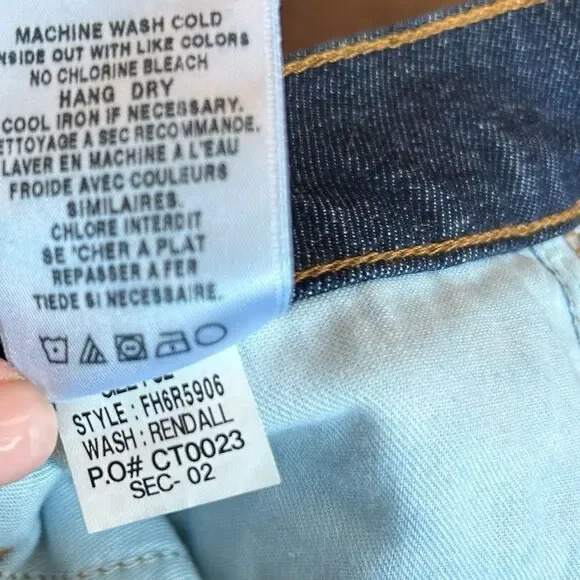 MACHINE WASH COLD
INSIDE OUT WITH LIKE COLORS
NO CHLORINE BLEACH
HANG DRY
COOL IRON IF NECESSARY.
ETTOYAGE A SEC RECOMMANDE.
LAVER EN MACHINE A L'EAU
FROIDE AVEC COULEURS
SIMILAIRES.
CHLORE INTERDIT
SE 'CHER A PLAT
REPASSER A FER
TIEDE SI NECESSAIRE.
STYLE : FH6R5906
WASH : RENDALL
P.O# CT0023
SEC- 02